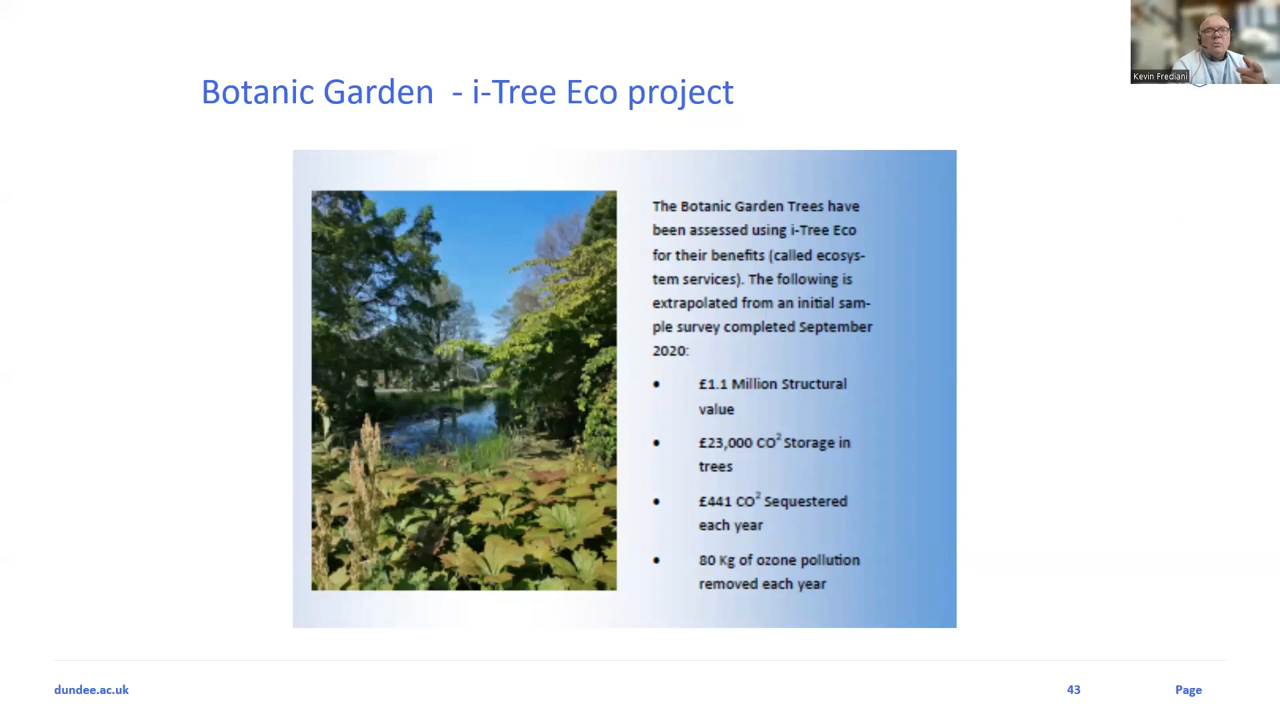 Kevin Frediani
Botanic Garden - i-Tree Eco project
The Botanic Garden Trees have
been assessed using i-Tree Eco
for their benefits (called ecosys-
tem services). The following is
extrapolated from an initial sam-
ple survey completed September
2020:
• £1.1 Million Structural
value
• £23,000 CO² Storage in
trees
• £441 CO² Sequestered
each year
• 80 Kg of ozone pollution
removed each year
dundee.ac.uk
43
Page